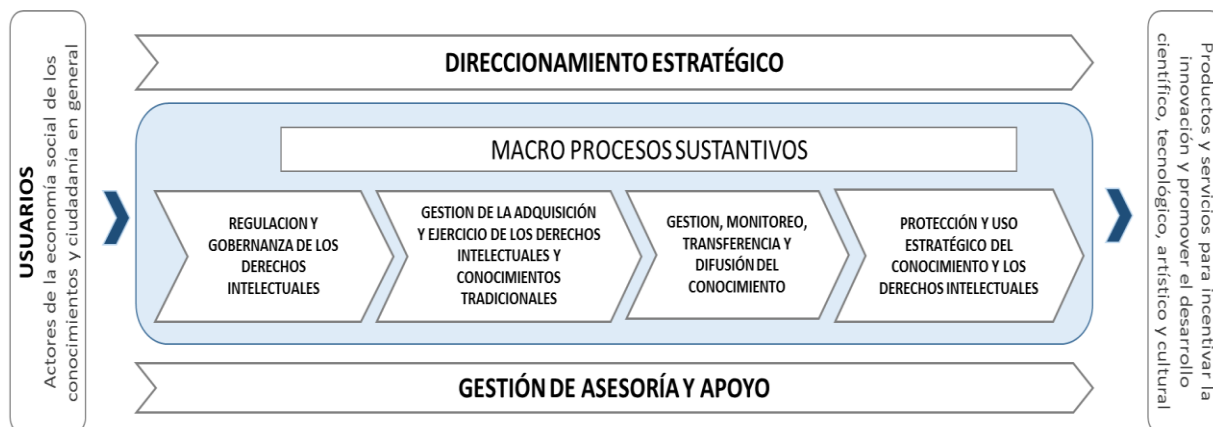 USUARIOS
Actores de la economía social de los
conocimientos y ciudadanía en general
DIRECCIONAMIENTO ESTRATÉGICO
MACRO PROCESOS SUSTANTIVOS
REGULACION Y
GOBERNANZA DE LOS
DERECHOS
INTELECTUALES
GESTION DE LA ADQUISICIÓN
Y EJERCICIO DE LOS DERECHOS
INTELECTUALES Y
CONOCIMIENTOS
TRADICIONALES
GESTION, MONITOREO,
TRANSFERENCIA Y
DIFUSIÓN DEL
CONOCIMIENTO
PROTECCIÓN Y USO
ESTRATÉGICO DEL
CONOCIMIENTO Y LOS
DERECHOS INTELECTUALES
GESTIÓN DE ASESORÍA Y APOYO
Productos y servicios para incentivar la
innovación y promover el desarrollo
científico, tecnológico, artístico y cultural